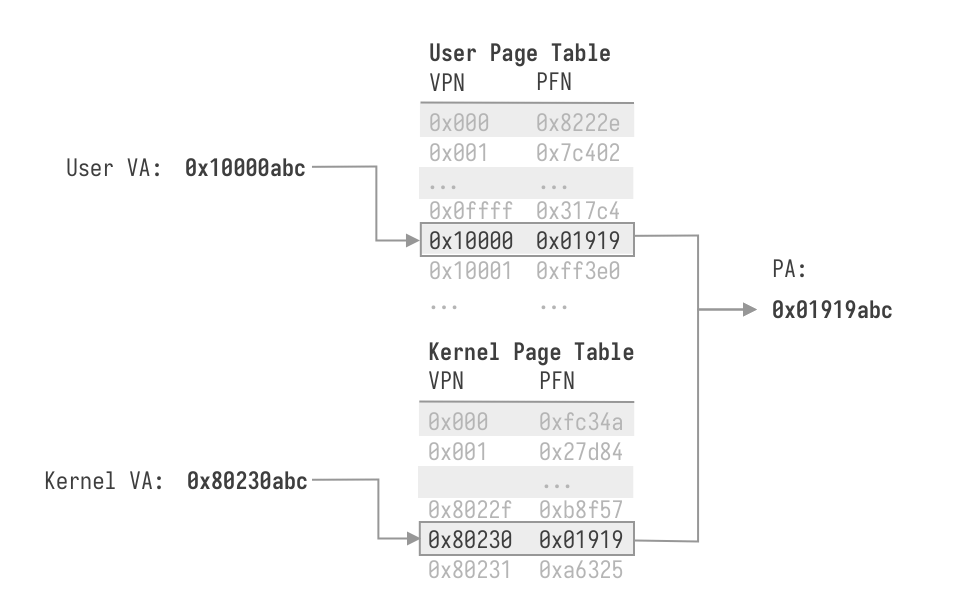 User Page Table
VPN PFN
0x000 0x8222e
0x001 0x7c402
User VA: 0x10000abc
... ...
0x0ffff 0x317c4
0x10000 0x01919
0x10001 0xff3e0
... ...
PA:
0x01919abc
Kernel Page Table
VPN PFN
0x000 0xfc34a
0x001 0x27d84
Kernel VA: 0x80230abc
...
0x8022f 0xb8f57
0x80230 0x01919
0x80231 0xa6325